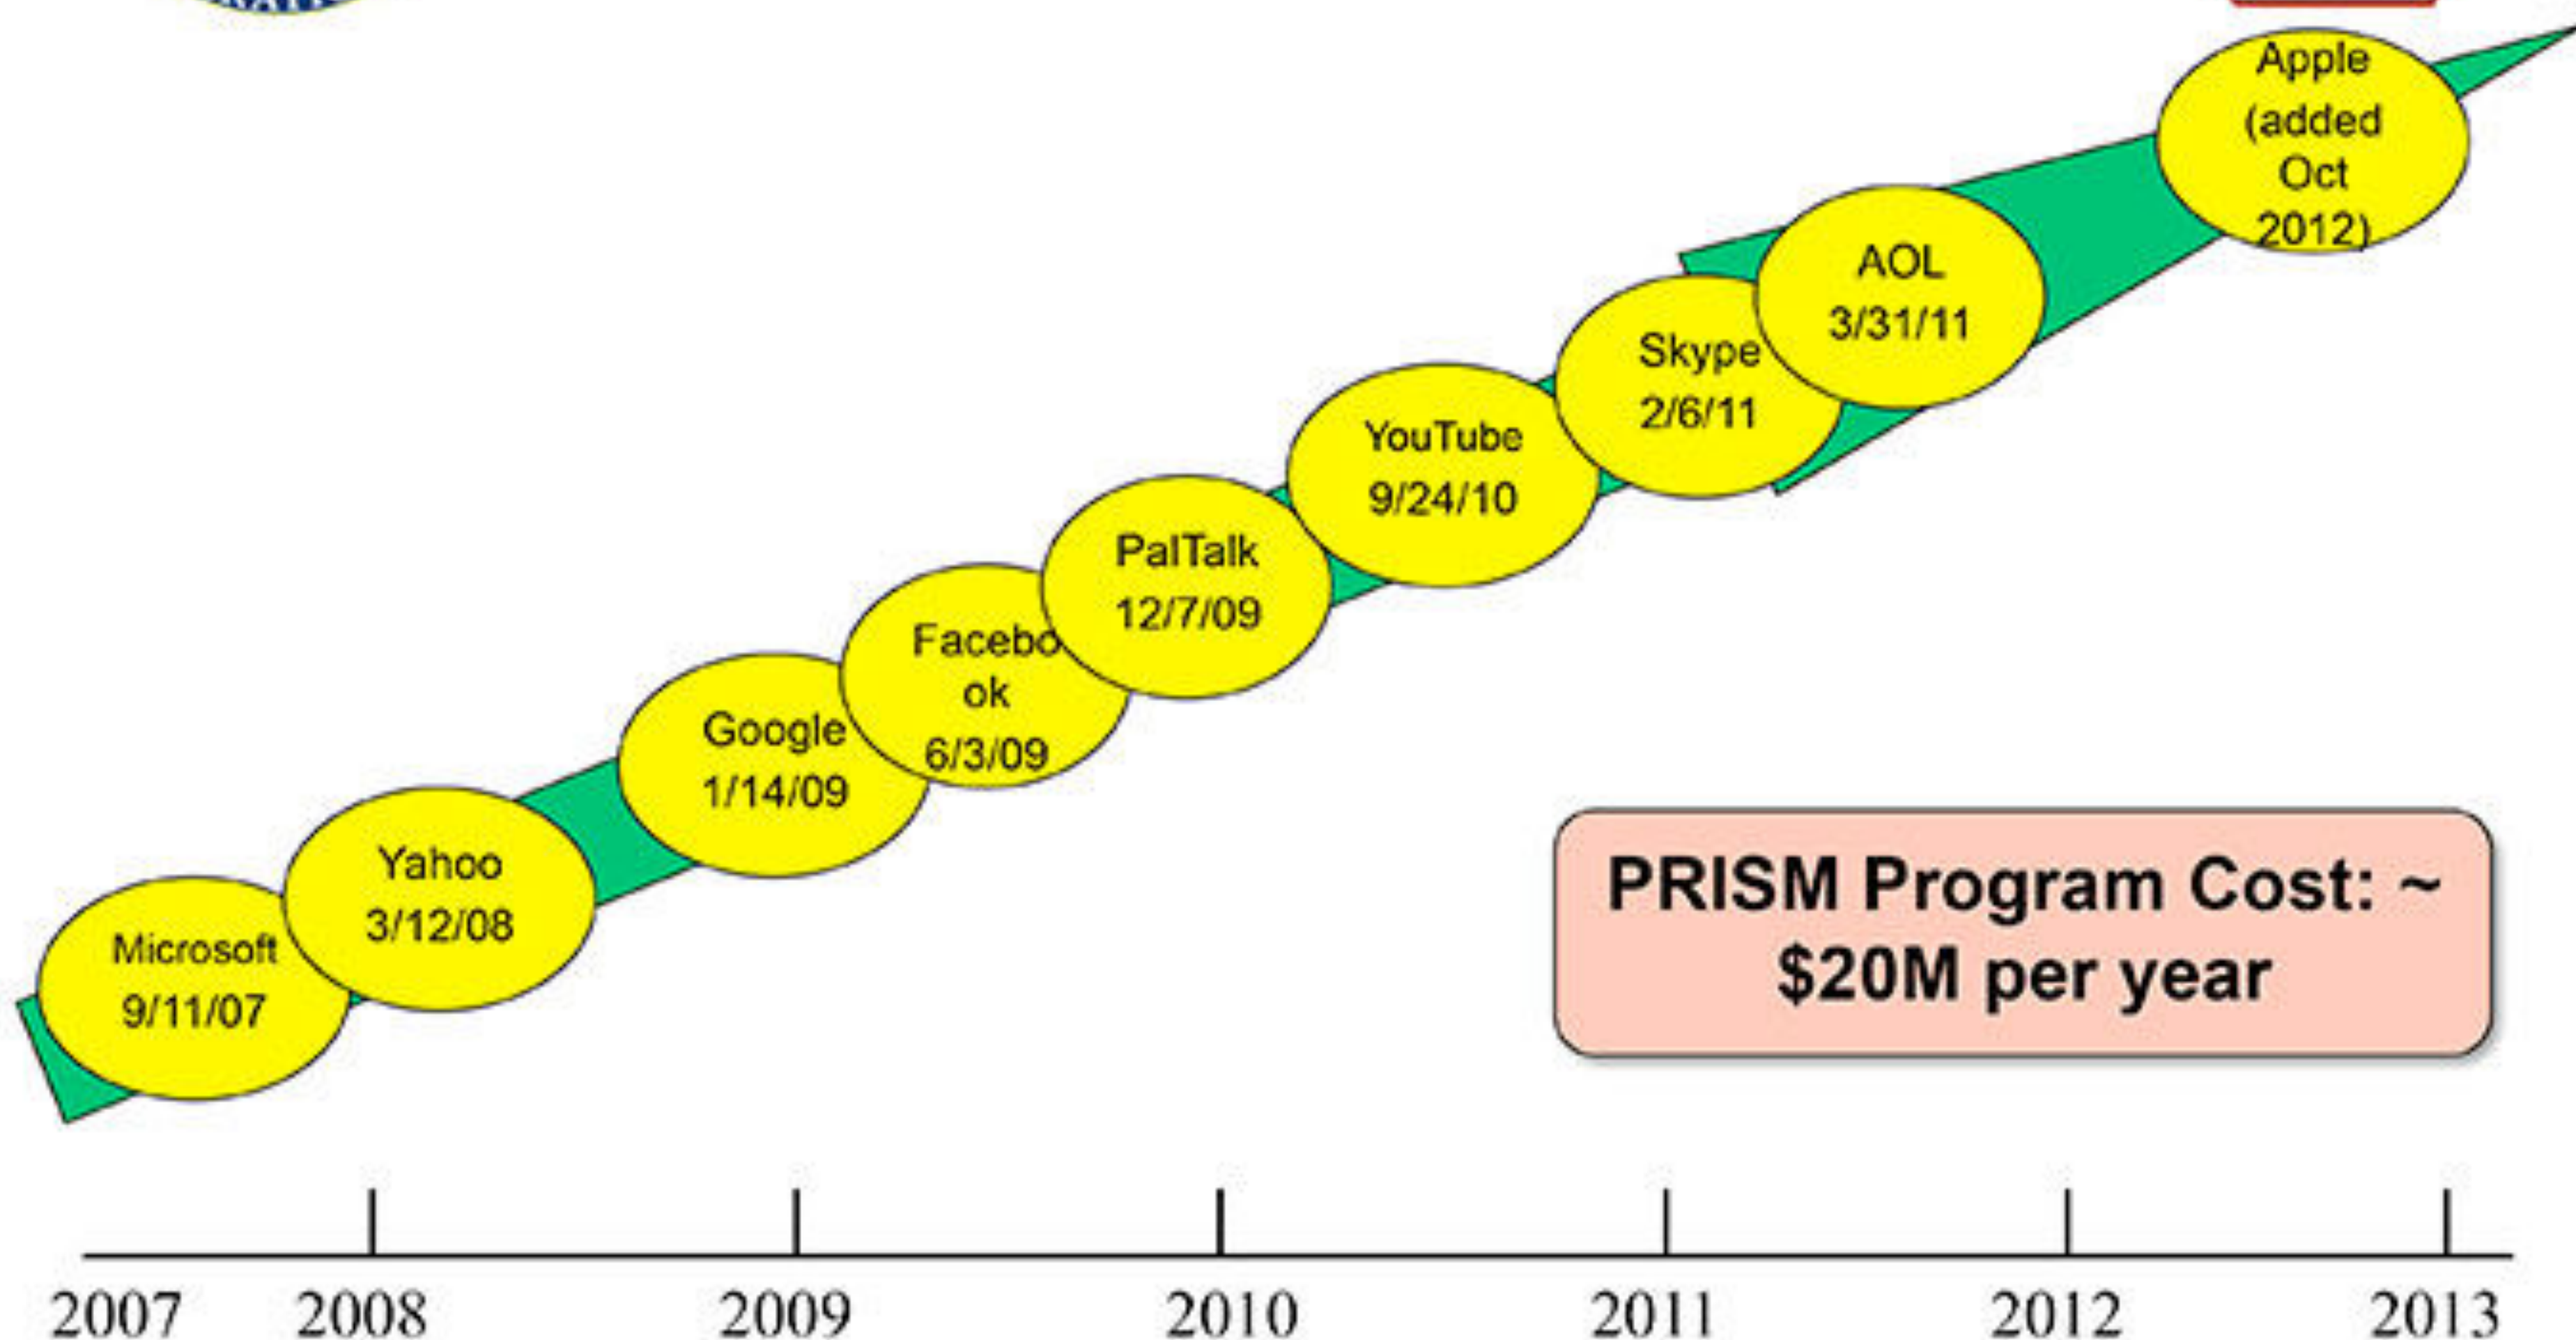 Apple
(added
Oct
2012)
AOL
3/31/11
Skype
2/6/11
YouTube
9/24/10
PalTalk
12/7/09
Facebo
ok
6/3/09
Google
1/14/09
Yahoo
3/12/08
Microsoft
9/11/07
PRISM Program Cost: ~
$20M per year
2007 2008 2009 2010 2011 2012 2013